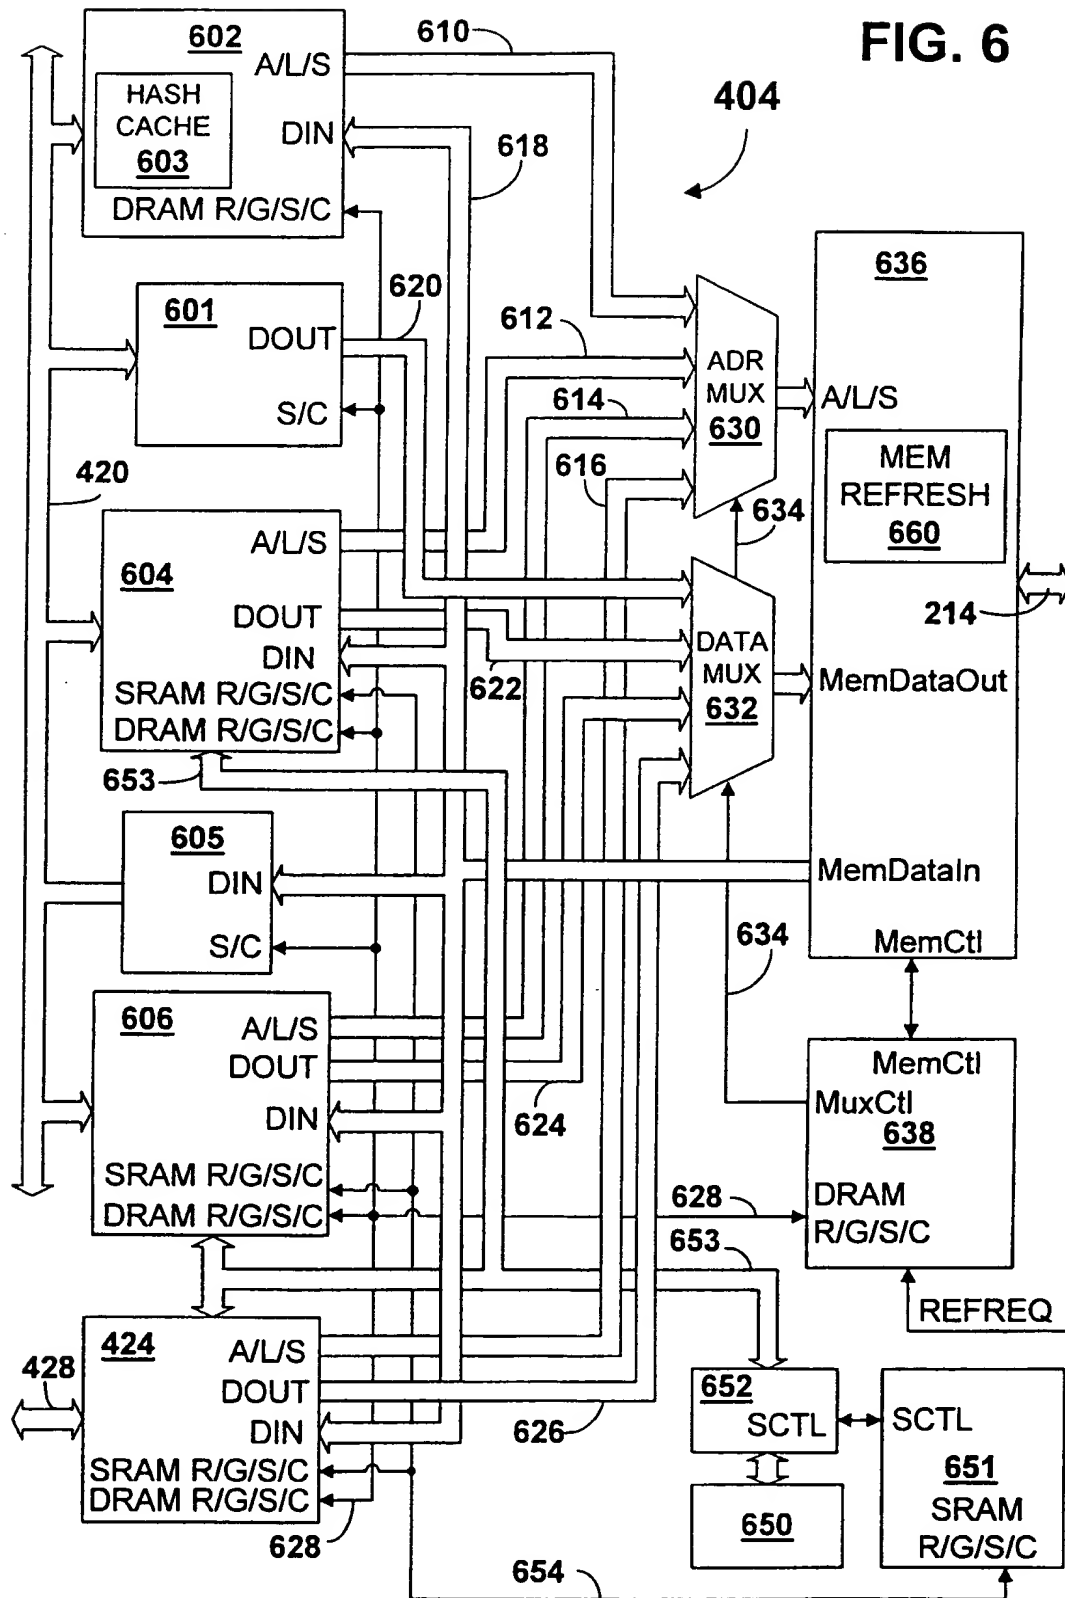 FIG. 6
404
602
A/L/S
HASH
CACHE
603
DIN
DRAM R/G/S/C
610
618
601
DOUT
S/C
620
612
614
616
420
ADR
MUX
630
634
636
A/L/S
MEM
REFRESH
660
214
604
A/L/S
DOUT
DIN
SRAM R/G/S/C
DRAM R/G/S/C
622
653
DATA
MUX
632
MemDataOut
605
DIN
S/C
MemDataIn
MemCtl
634
606
A/L/S
DOUT
DIN
SRAM R/G/S/C
DRAM R/G/S/C
624
MemCtl
MuxCtl
638
DRAM
R/G/S/C
628
653
REFREQ
424
A/L/S
DOUT
DIN
SRAM R/G/S/C
DRAM R/G/S/C
428
626
628
652
SCTL
650
SCTL
651
SRAM
R/G/S/C
654